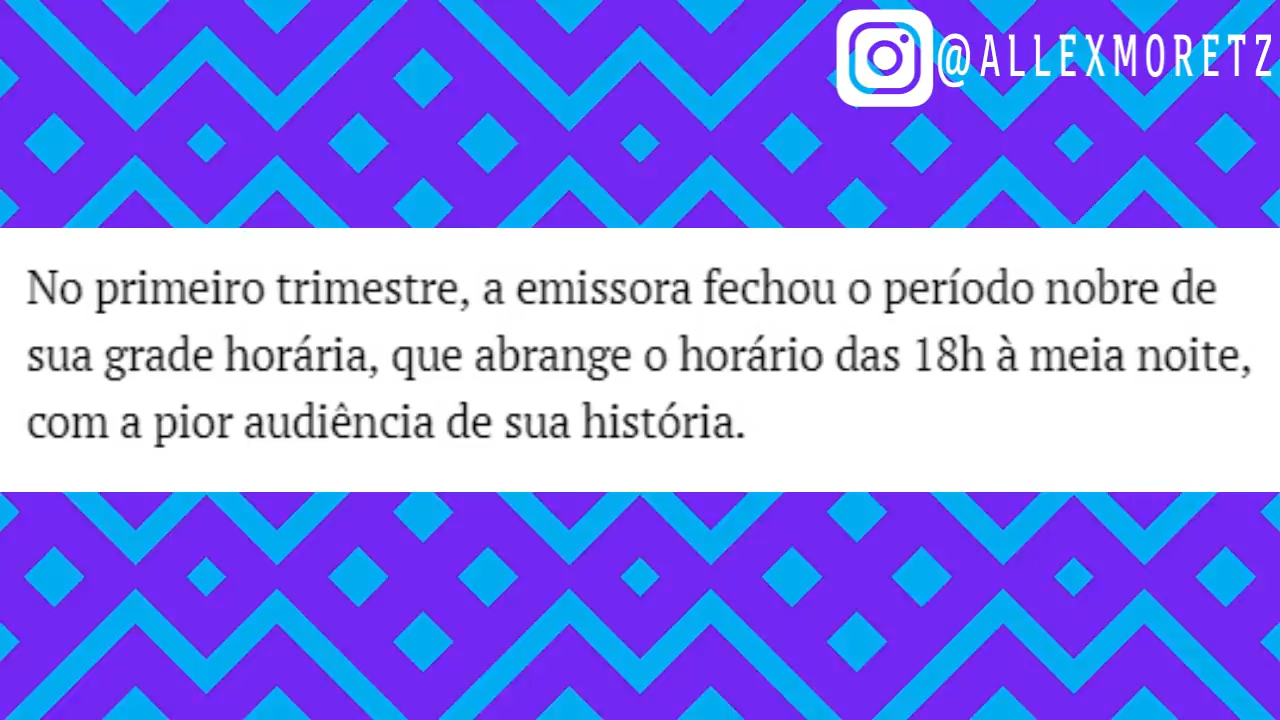 @ALLEXMORETZ
No primeiro trimestre, a emissora fechou o período nobre de
sua grade horária, que abrange o horário das 18h à meia noite,
com a pior audiência de sua história.